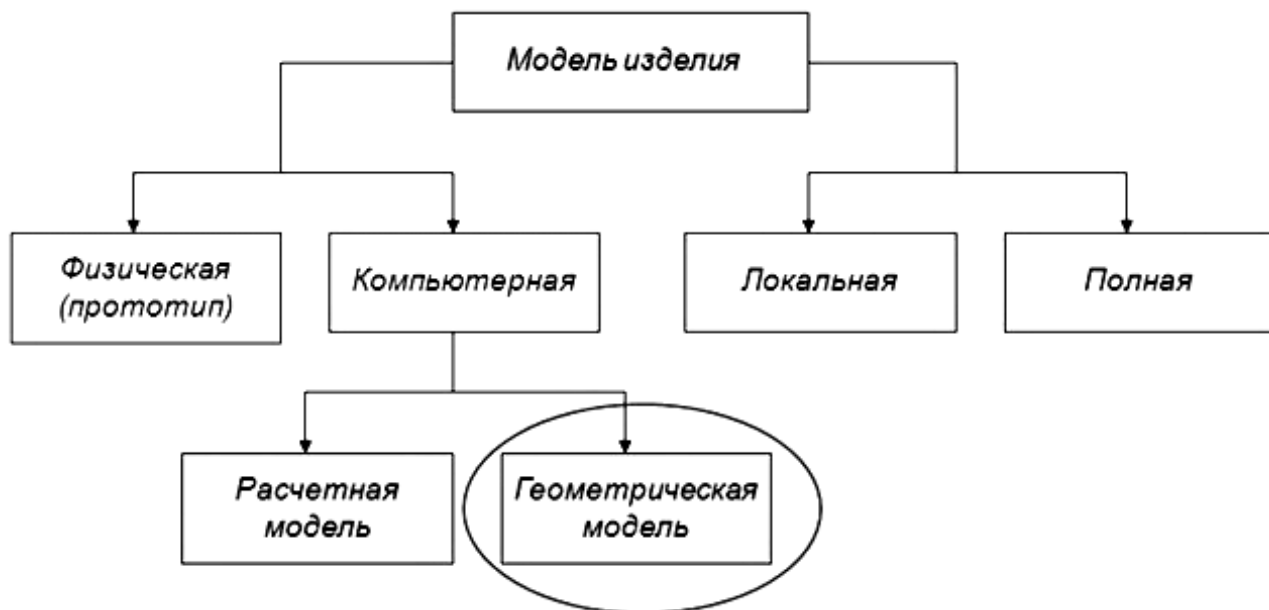 Модель изделия
Физическая
(прототип)
Компьютерная
Локальная
Полная
Расчетная
модель
Геометрическая
модель